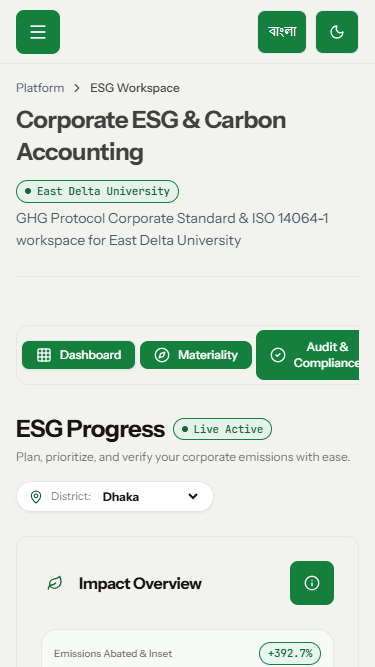 বাংলা
Platform > ESG Workspace
Corporate ESG & Carbon
Accounting
East Delta University
GHG Protocol Corporate Standard & ISO 14064-1
workspace for East Delta University
Dashboard
Materiality
Audit &
Compliance
ESG Progress
Live Active
Plan, prioritize, and verify your corporate emissions with ease.
District: Dhaka
Impact Overview
Emissions Abated & Inset
+392.7%